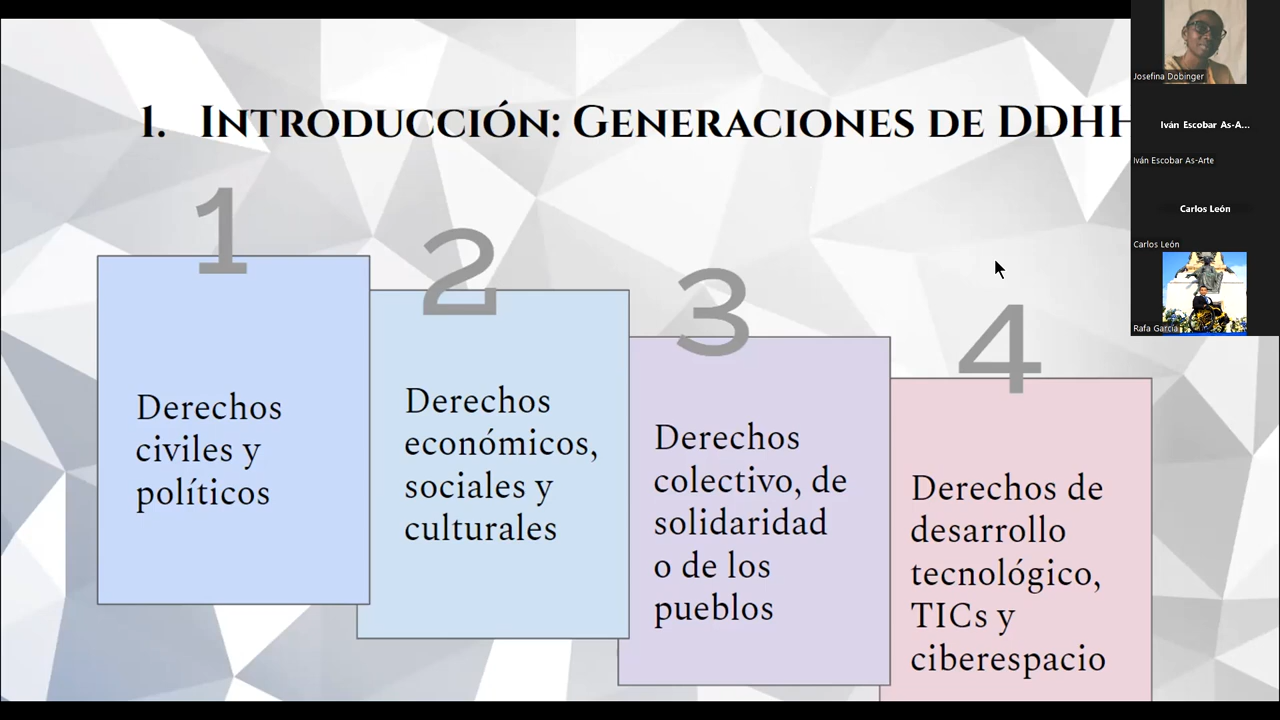 1. Introducción: Generaciones de DDHH
1
Derechos
civiles y
políticos
2
Derechos
económicos,
sociales y
culturales
3
Derechos
colectivo, de
solidaridad
o de los
pueblos
4
Derechos de
desarrollo
tecnológico,
TICs y
ciberespacio
Josefina Dobinger
Iván Escobar As-A...
Iván Escobar As-Arte
Carlos León
Carlos León
Rafa García